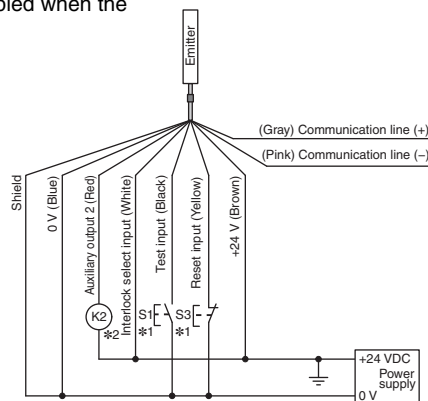 bled when the
Emitter
(Gray) Communication line (+)
(Pink) Communication line (−)
Shield
0 V (Blue)
Auxiliary output 2 (Red)
Interlock select input (White)
Test input (Black)
Reset input (Yellow)
+24 V (Brown)
K2
*2
S1
*1
S3
*1
+24 VDC
Power
supply
0 V